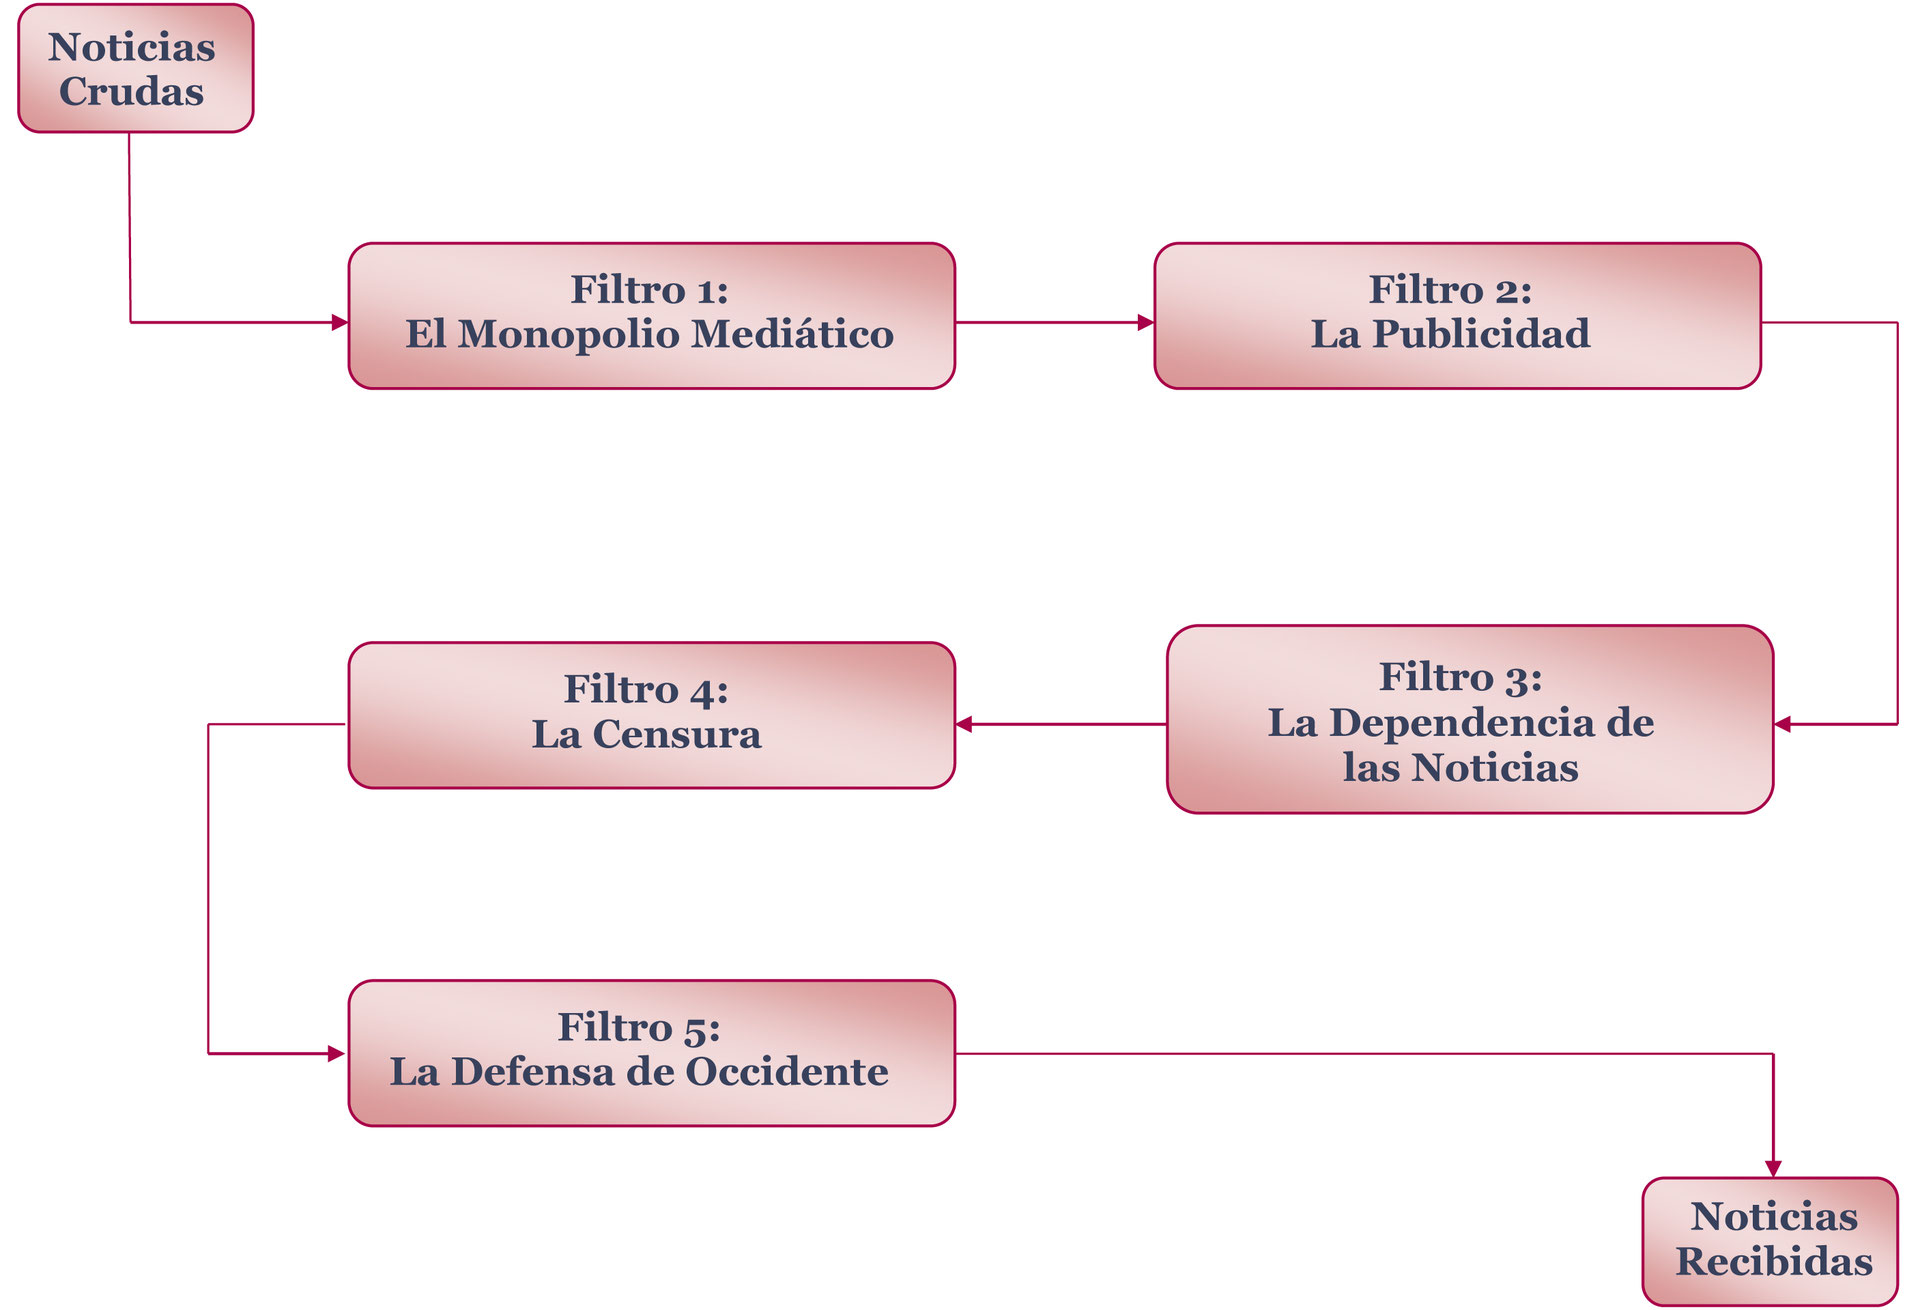 Noticias
Crudas
Filtro 1:
El Monopolio Mediático
Filtro 2:
La Publicidad
Filtro 3:
La Dependencia de
las Noticias
Filtro 4:
La Censura
Filtro 5:
La Defensa de Occidente
Noticias
Recibidas